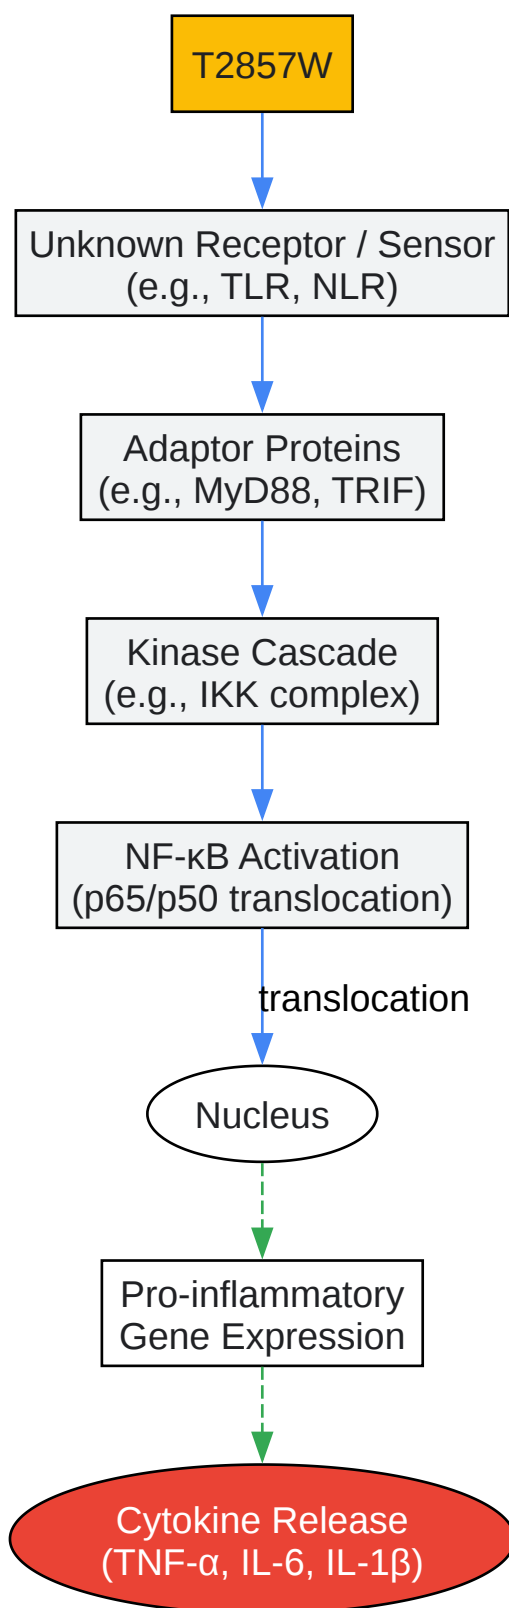 T2857W
Unknown Receptor / Sensor
(e.g., TLR, NLR)
Adaptor Proteins
(e.g., MyD88, TRIF)
Kinase Cascade
(e.g., IKK complex)
NF-κB Activation
(p65/p50 translocation)
translocation
Nucleus
Pro-inflammatory
Gene Expression
Cytokine Release
(TNF-α, IL-6, IL-1β)